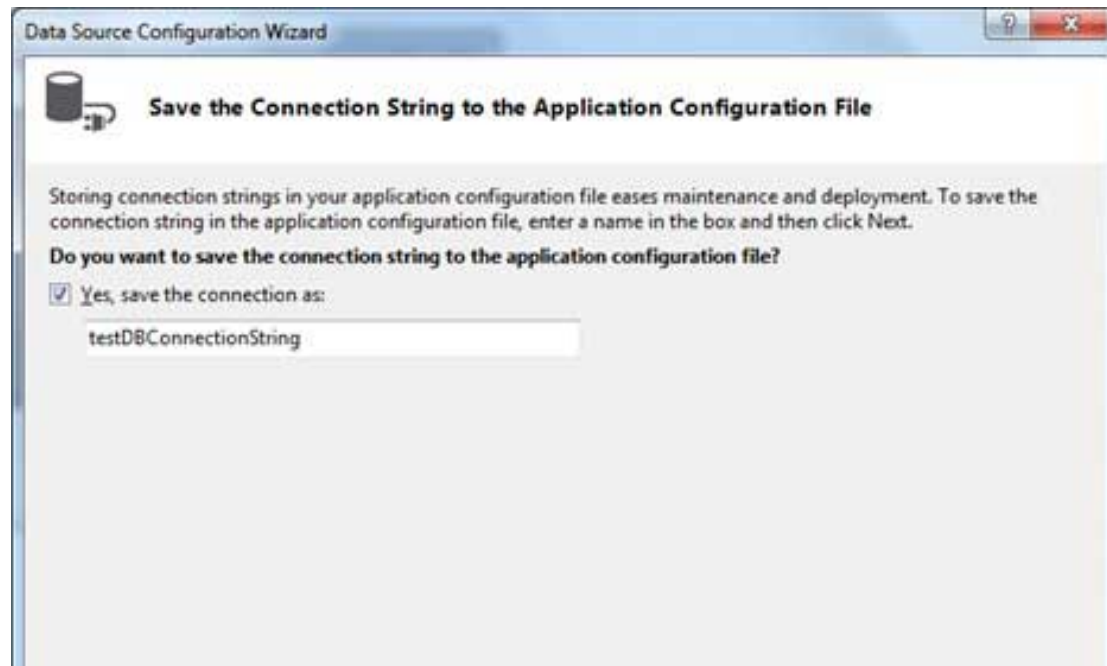 Data Source Configuration Wizard
?
Save the Connection String to the Application Configuration File
Storing connection strings in your application configuration file eases maintenance and deployment. To save the
connection string in the application configuration file, enter a name in the box and then click Next.
Do you want to save the connection string to the application configuration file?
Yes, save the connection as:
testDBConnectionString